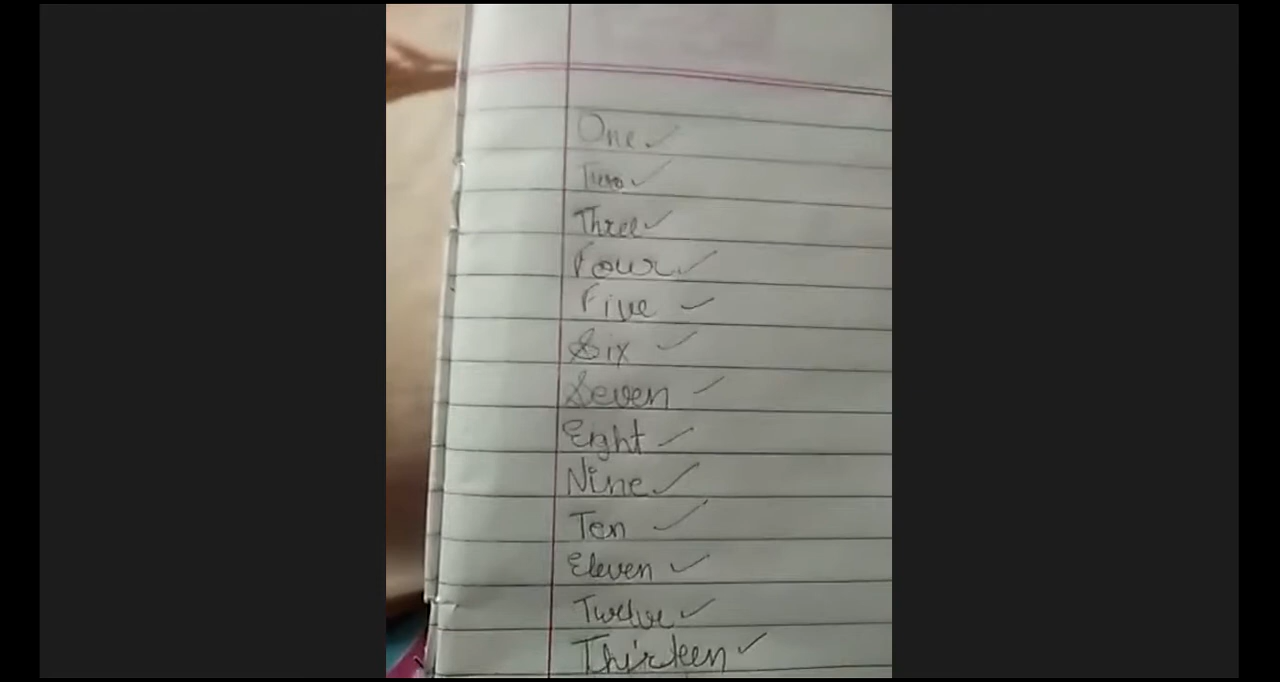 One ✓
Two ✓
Three ✓
Four ✓
Five ✓
Six ✓
Seven ✓
Eight ✓
Nine ✓
Ten ✓
Eleven ✓
Twelve ✓
Thirteen ✓